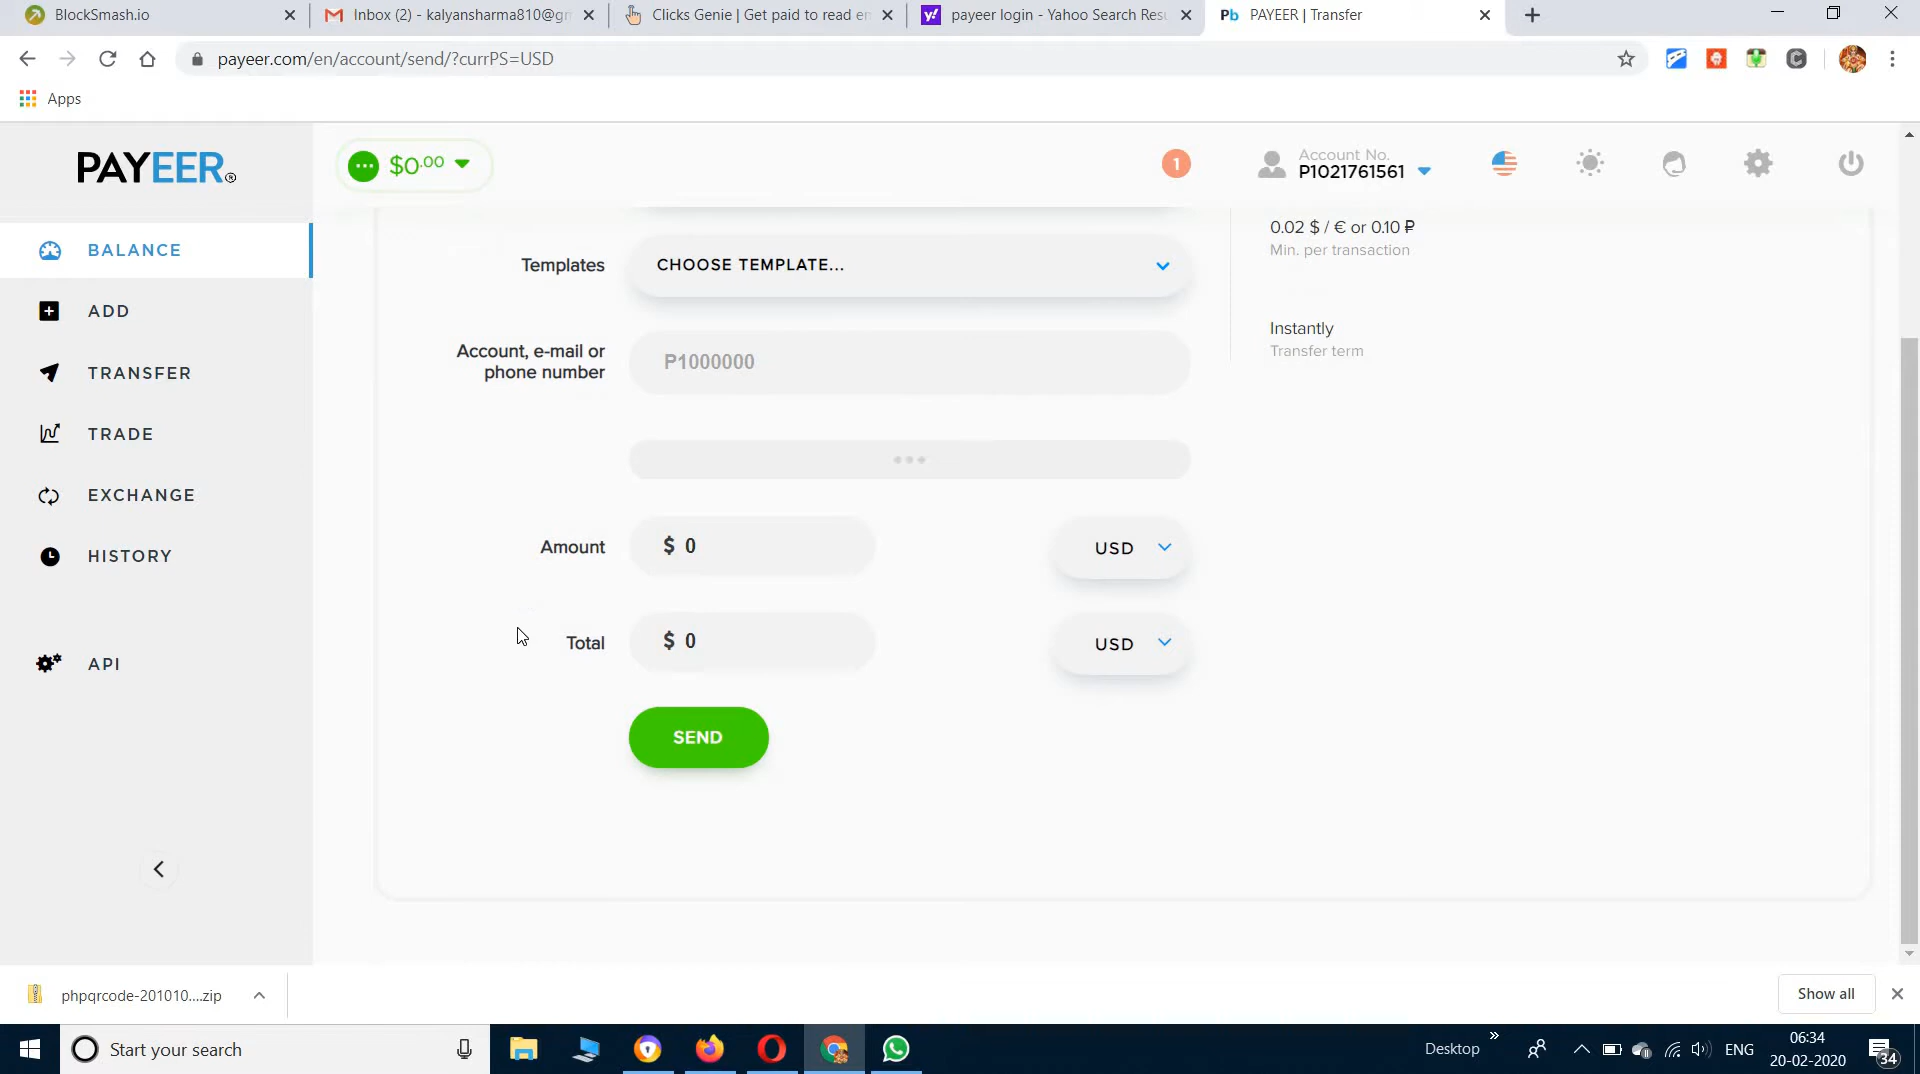 BlockSmash.io
Inbox (2) - kalyansharma810@gm
Clicks Genie | Get paid to read em
payeer login - Yahoo Search Resu
Pb PAYEER | Transfer
payeer.com/en/account/send/?currPS=USD
Apps
PAYEER®
$0.00
1
Account No.
P1021761561
BALANCE
ADD
TRANSFER
TRADE
EXCHANGE
HISTORY
API
Templates
CHOOSE TEMPLATE...
Account, e-mail or
phone number
P1000000
Amount
$ 0
USD
Total
$ 0
USD
SEND
0.02 $ / € or 0.10 ₽
Min. per transaction
Instantly
Transfer term
phpqrcode-201010....zip
Show all
Start your search
Desktop
ENG
06:34
20-02-2020
34